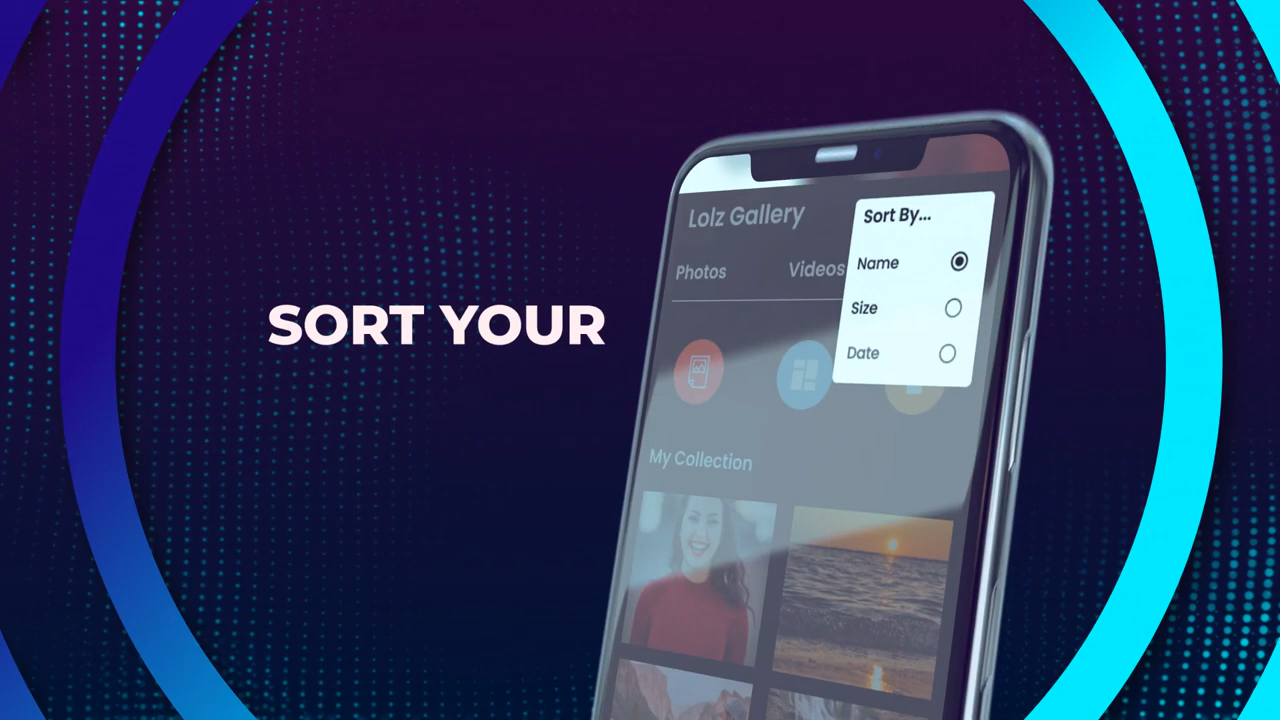 SORT YOUR
Lolz Gallery
Photos
Videos
Sort By...
Name
Size
Date
My Collection